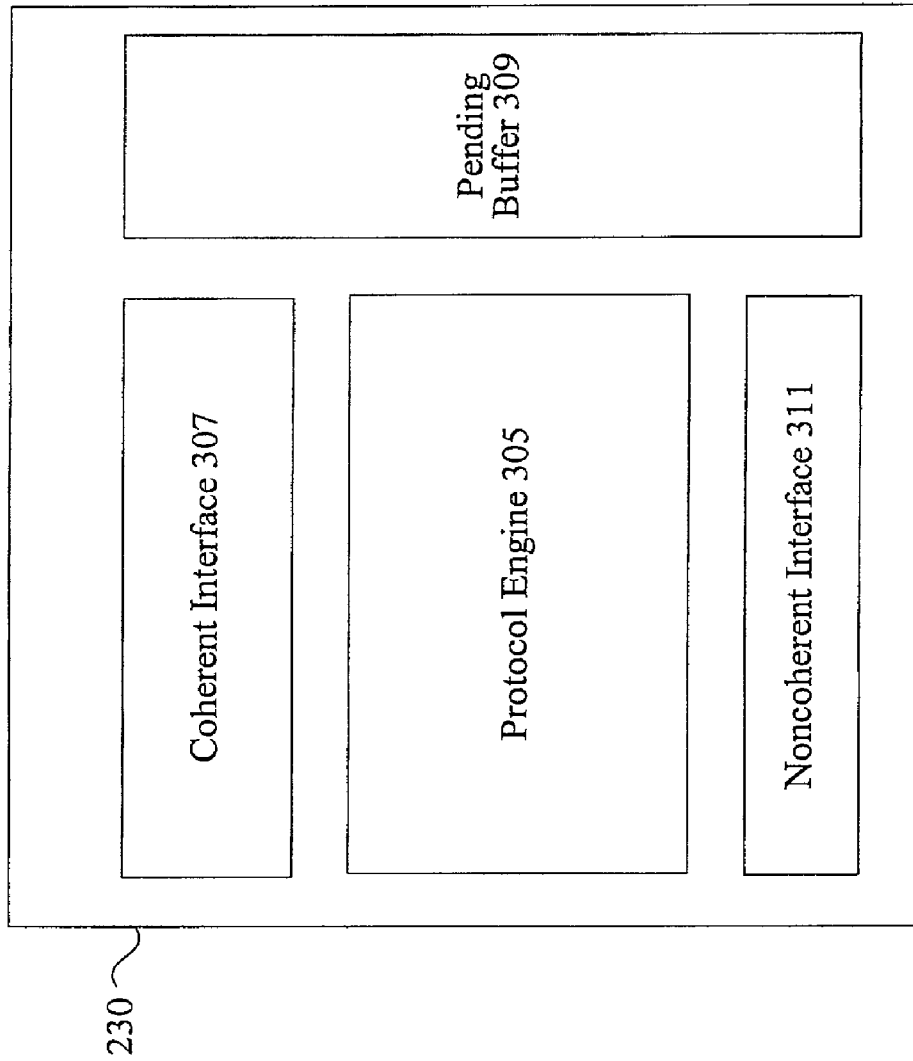 230
Pending
Buffer 309
Coherent Interface 307
Protocol Engine 305
Noncoherent Interface 311